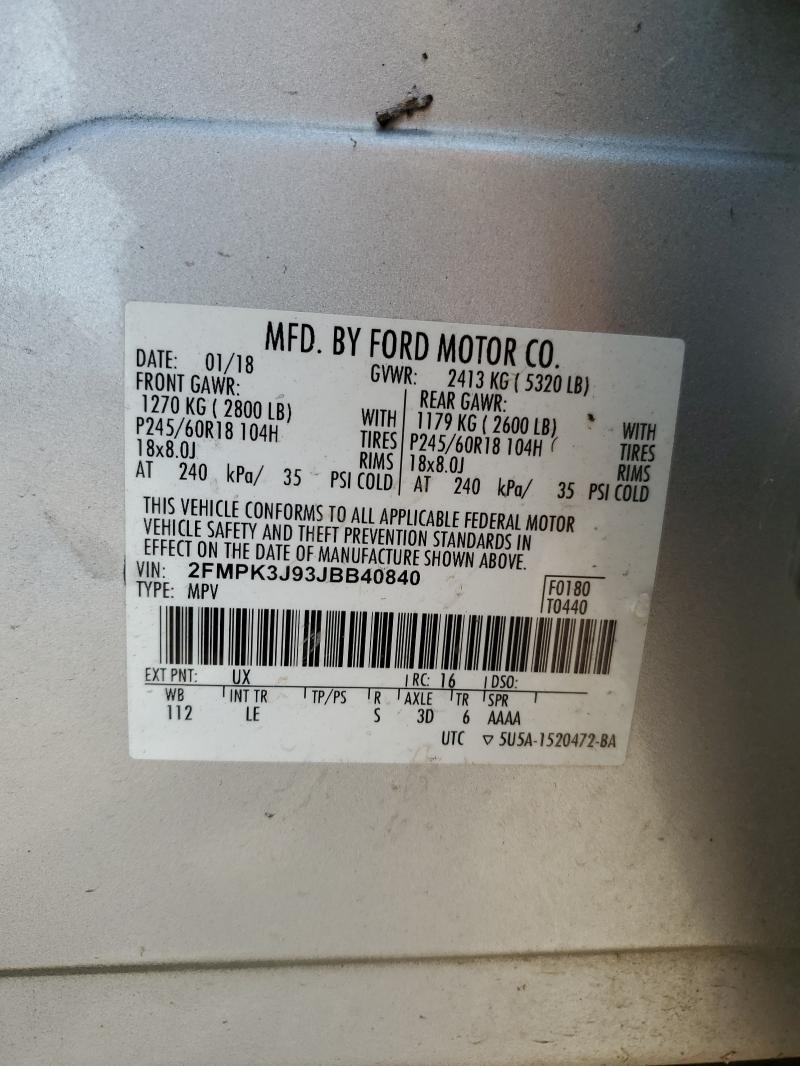 MFD. BY FORD MOTOR CO.
DATE: 01/18 GVWR: 2413 KG ( 5320 LB)
FRONT GAWR: REAR GAWR:
1270 KG ( 2800 LB) WITH 1179 KG ( 2600 LB) WITH
P245/60R18 104H TIRES P245/60R18 104H TIRES
18x8.0J RIMS 18x8.0J RIMS
AT 240 kPa/ 35 PSI COLD AT 240 kPa/ 35 PSI COLD
THIS VEHICLE CONFORMS TO ALL APPLICABLE FEDERAL MOTOR
VEHICLE SAFETY AND THEFT PREVENTION STANDARDS IN
EFFECT ON THE DATE OF MANUFACTURE SHOWN ABOVE.
VIN: 2FMPK3J93JBB40840 F0180
TYPE: MPV T0440
EXT PNT: UX RC: 16 DSO:
WB INT TR TP/PS R AXLE TR SPR
112 LE S 3D 6 AAAA
UTC ▽ 5U5A-1520472-BA